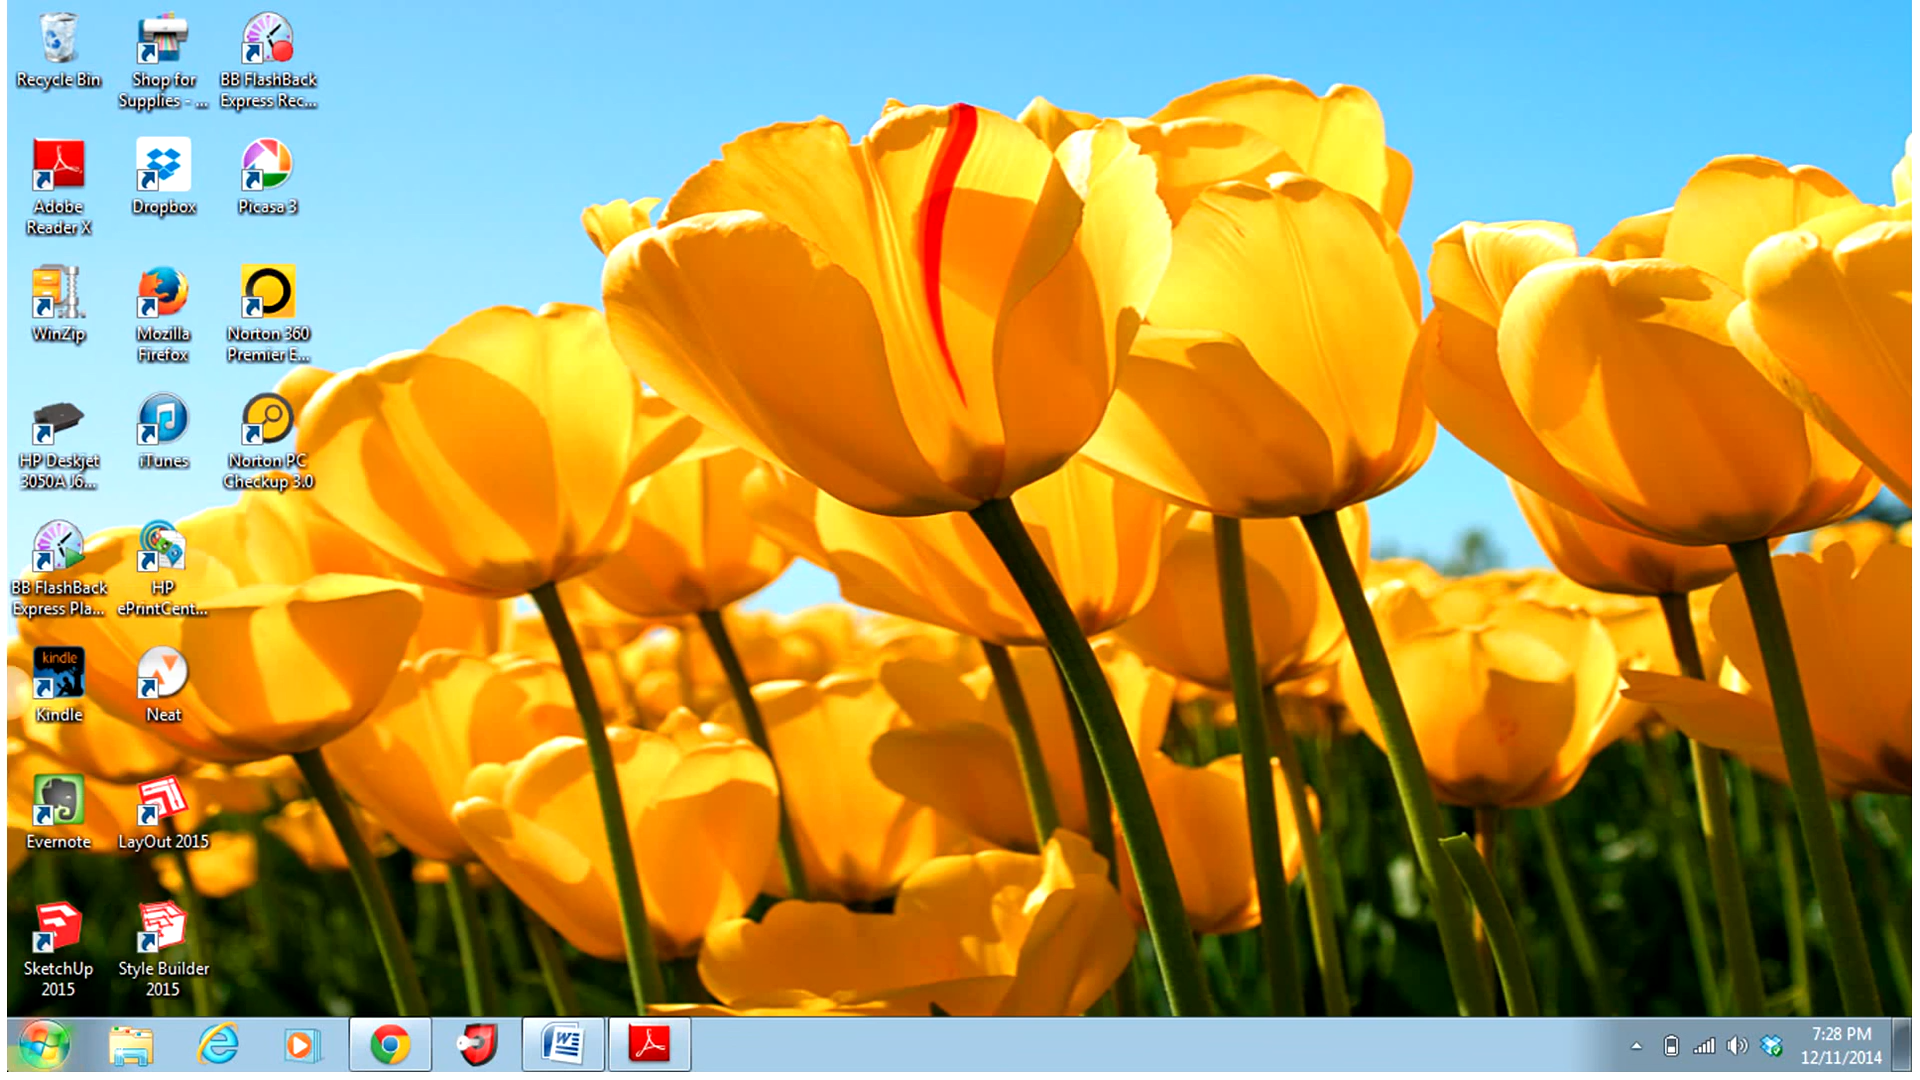 Recycle Bin
Shop for
Supplies - ...
BB FlashBack
Express Rec...
Adobe
Reader X
Dropbox
Picasa 3
WinZip
Mozilla
Firefox
Norton 360
Premier E...
HP Deskjet
3050A J6...
iTunes
Norton PC
Checkup 3.0
BB FlashBack
Express Pla...
HP
ePrintCent...
kindle
Kindle
Neat
Evernote
LayOut 2015
SketchUp
2015
Style Builder
2015
W
7:28 PM
12/11/2014